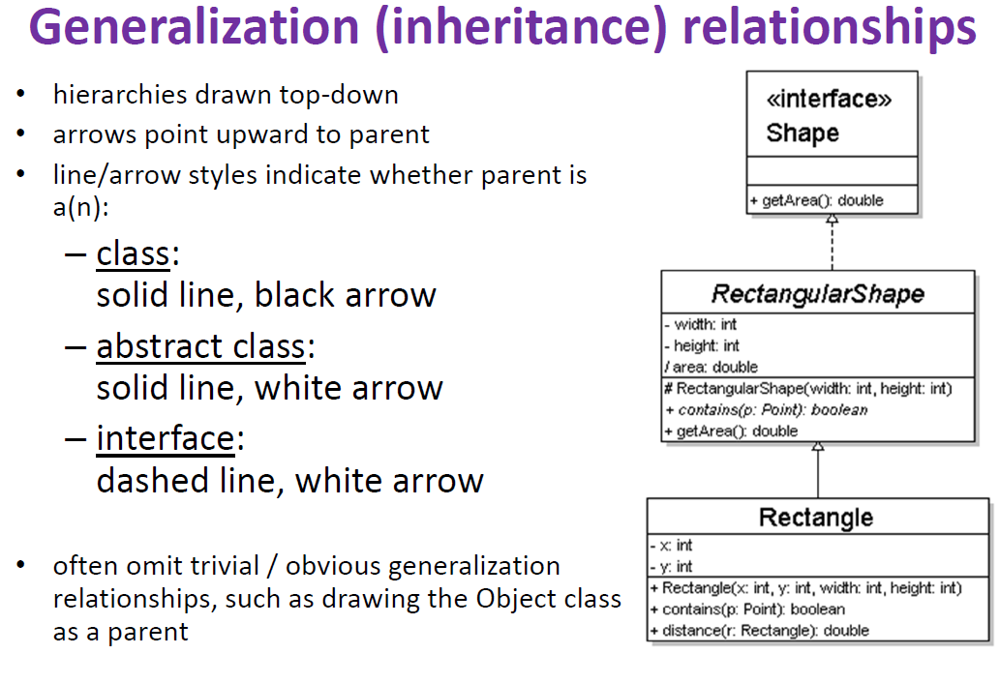 Generalization (inheritance) relationships
• hierarchies drawn top-down
• arrows point upward to parent
• line/arrow styles indicate whether parent is
a(n):
– class:
solid line, black arrow
– abstract class:
solid line, white arrow
– interface:
dashed line, white arrow
• often omit trivial / obvious generalization
relationships, such as drawing the Object class
as a parent
«interface»
Shape
+ getArea(): double
RectangularShape
- width: int
- height: int
/ area: double
# RectangularShape(width: int, height: int)
+ contains(p: Point): boolean
+ getArea(): double
Rectangle
- x: int
- y: int
+ Rectangle(x: int, y: int, width: int, height: int)
+ contains(p: Point): boolean
+ distance(r: Rectangle): double